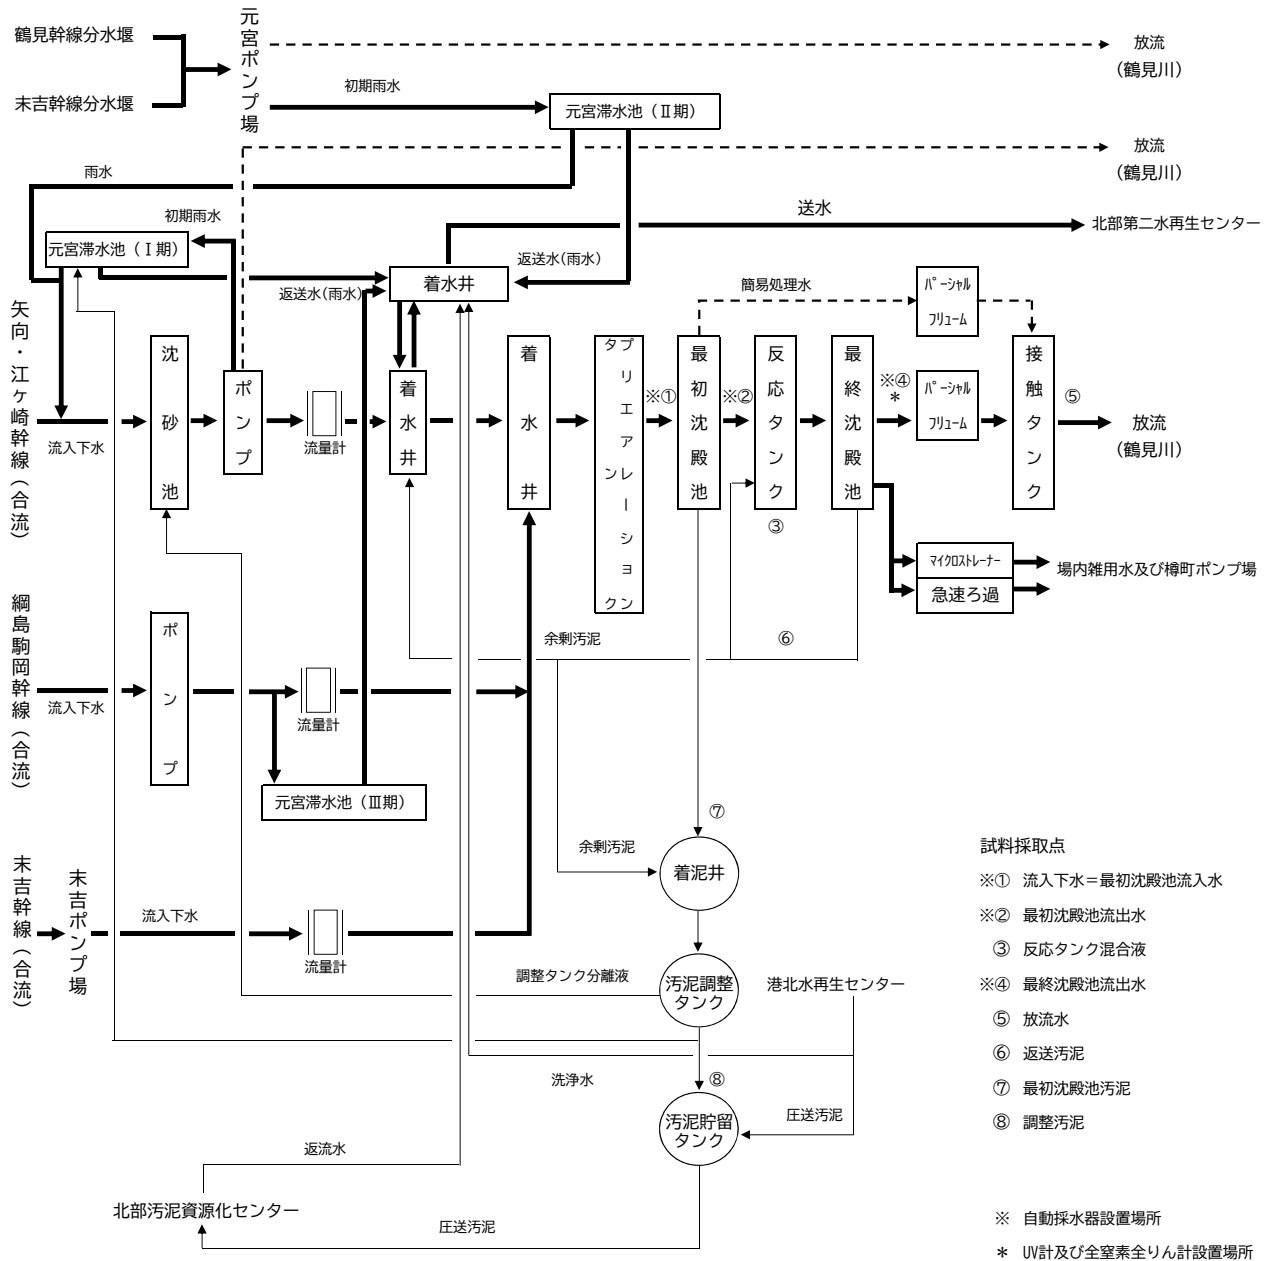 鶴見幹線分水堰
末吉幹線分水堰
元宮ポンプ場
放流
(鶴見川)
初期雨水
元宮滞水池（Ⅱ期）
放流
(鶴見川)
雨水
初期雨水
送水
北部第二水再生センター
元宮滞水池（Ⅰ期）
返送水(雨水)
返送水(雨水)
着水井
簡易処理水
パーシャル
フリューム
矢向・江ヶ崎幹線（合流）
流入下水
沈砂池
ポンプ
流量計
着水井
着水井
プリエアレーション
タンク
※①
最初沈殿池
※②
反応タンク
③
最終沈殿池
※④
*
パーシャル
フリューム
接触タンク
⑤
放流
(鶴見川)
マイクロストレーナー
急速ろ過
場内雑用水及び樽町ポンプ場
綱島駒岡幹線（合流）
流入下水
ポンプ
流量計
余剰汚泥
⑥
元宮滞水池（Ⅲ期）
⑦
余剰汚泥
着泥井
末吉幹線（合流）
末吉ポンプ場
流入下水
流量計
調整タンク分離液
汚泥調整
タンク
港北水再生センター
洗浄水
⑧
汚泥貯留
タンク
圧送汚泥
返流水
北部汚泥資源化センター
圧送汚泥
試料採取点
※① 流入下水＝最初沈殿池流入水
※② 最初沈殿池流出水
③ 反応タンク混合液
※④ 最終沈殿池流出水
⑤ 放流水
⑥ 返送汚泥
⑦ 最初沈殿池汚泥
⑧ 調整汚泥
※ 自動採水器設置場所
* UV計及び全窒素全りん計設置場所